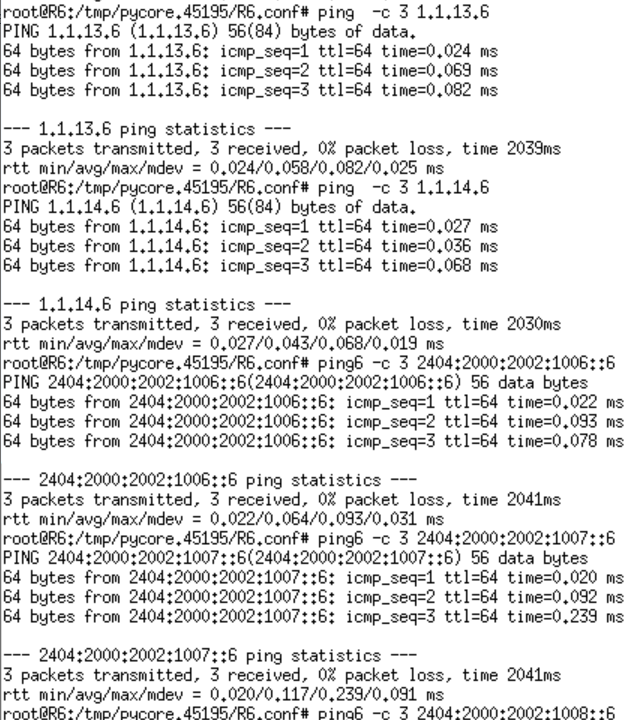 root@R6:/tmp/pycore.45195/R6.conf# ping  -c 3 1.1.13.6
PING 1.1.13.6 (1.1.13.6) 56(84) bytes of data.
64 bytes from 1.1.13.6: icmp_seq=1 ttl=64 time=0.024 ms
64 bytes from 1.1.13.6: icmp_seq=2 ttl=64 time=0.069 ms
64 bytes from 1.1.13.6: icmp_seq=3 ttl=64 time=0.082 ms
--- 1.1.13.6 ping statistics ---
3 packets transmitted, 3 received, 0% packet loss, time 2039ms
rtt min/avg/max/mdev = 0.024/0.058/0.082/0.025 ms
root@R6:/tmp/pycore.45195/R6.conf# ping  -c 3 1.1.14.6
PING 1.1.14.6 (1.1.14.6) 56(84) bytes of data.
64 bytes from 1.1.14.6: icmp_seq=1 ttl=64 time=0.027 ms
64 bytes from 1.1.14.6: icmp_seq=2 ttl=64 time=0.036 ms
64 bytes from 1.1.14.6: icmp_seq=3 ttl=64 time=0.068 ms
--- 1.1.14.6 ping statistics ---
3 packets transmitted, 3 received, 0% packet loss, time 2030ms
rtt min/avg/max/mdev = 0.027/0.043/0.068/0.019 ms
root@R6:/tmp/pycore.45195/R6.conf# ping6 -c 3 2404:2000:2002:1006::6
PING 2404:2000:2002:1006::6(2404:2000:2002:1006::6) 56 data bytes
64 bytes from 2404:2000:2002:1006::6: icmp_seq=1 ttl=64 time=0.022 ms
64 bytes from 2404:2000:2002:1006::6: icmp_seq=2 ttl=64 time=0.093 ms
64 bytes from 2404:2000:2002:1006::6: icmp_seq=3 ttl=64 time=0.078 ms
--- 2404:2000:2002:1006::6 ping statistics ---
3 packets transmitted, 3 received, 0% packet loss, time 2041ms
rtt min/avg/max/mdev = 0.022/0.064/0.093/0.031 ms
root@R6:/tmp/pycore.45195/R6.conf# ping6 -c 3 2404:2000:2002:1007::6
PING 2404:2000:2002:1007::6(2404:2000:2002:1007::6) 56 data bytes
64 bytes from 2404:2000:2002:1007::6: icmp_seq=1 ttl=64 time=0.020 ms
64 bytes from 2404:2000:2002:1007::6: icmp_seq=2 ttl=64 time=0.092 ms
64 bytes from 2404:2000:2002:1007::6: icmp_seq=3 ttl=64 time=0.239 ms
--- 2404:2000:2002:1007::6 ping statistics ---
3 packets transmitted, 3 received, 0% packet loss, time 2041ms
rtt min/avg/max/mdev = 0.020/0.117/0.239/0.091 ms
root@R6:/tmp/pycore.45195/R6.conf# ping6 -c 3 2404:2000:2002:1008::6